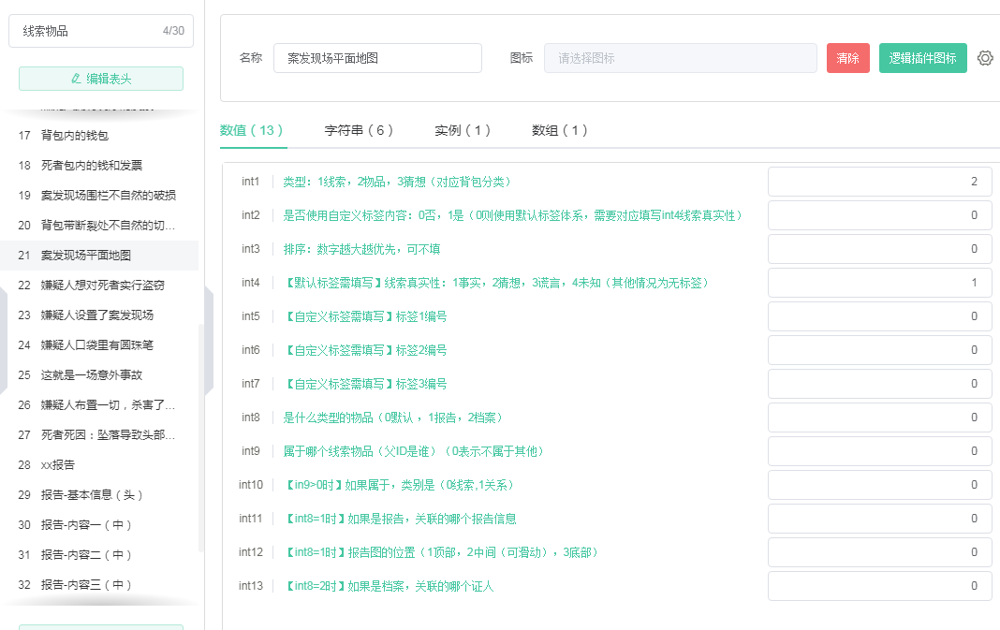 线索物品 4/30
编辑表头
17 背包内的钱包
18 死者包内的钱和发票
19 案发现场围栏不自然的破损
20 背包带断裂处不自然的切...
21 案发现场平面地图
22 嫌疑人想对死者实行盗窃
23 嫌疑人设置了案发现场
24 嫌疑人口袋里有圆珠笔
25 这就是一场意外事故
26 嫌疑人布置一切，杀害了...
27 死者死因：坠落导致头部...
28 xx报告
29 报告-基本信息（头）
30 报告-内容一（中）
31 报告-内容二（中）
32 报告-内容三（中）
名称 案发现场平面地图 图标 请选择图标 清除 逻辑插件图标
数值（13） 字符串（6） 实例（1） 数组（1）
int1 类型：1线索，2物品，3猜想（对应背包分类） 2
int2 是否使用自定义标签内容：0否，1是（0则使用默认标签体系，需要对应填写int4线索真实性） 0
int3 排序：数字越大越优先，可不填 0
int4 【默认标签需填写】线索真实性：1事实，2猜想，3谎言，4未知（其他情况为无标签） 1
int5 【自定义标签需填写】标签1编号 0
int6 【自定义标签需填写】标签2编号 0
int7 【自定义标签需填写】标签3编号 0
int8 是什么类型的物品（0默认，1报告，2档案） 0
int9 属于哪个线索物品（父ID是谁）（0表示不属于其他） 0
int10 【in9>0时】如果属于，类别是（0线索,1关系） 0
int11 【int8=1时】如果是报告，关联的哪个报告信息 0
int12 【int8=1时】报告图的位置（1顶部，2中间（可滑动），3底部） 0
int13 【int8=2时】如果是档案，关联的哪个证人 0